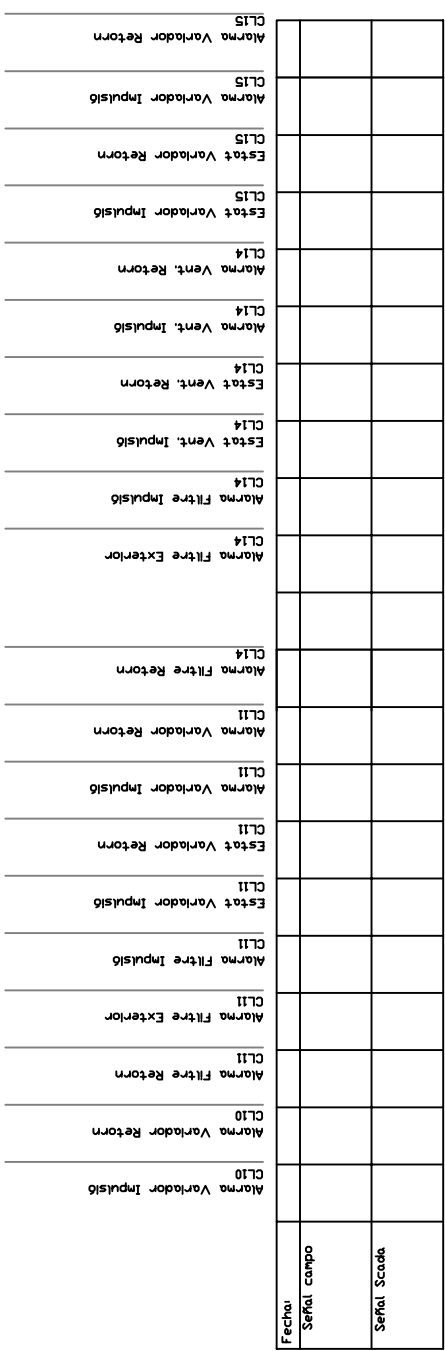 Alarma Variador Impulsió
CL10
Alarma Variador Retorn
CL10
Alarma Filtre Retorn
CL11
Alarma Filtre Exterior
CL11
Alarma Filtre Impulsió
CL11
Estat Variador Impulsió
CL11
Estat Variador Retorn
CL11
Alarma Variador Impulsió
CL11
Alarma Variador Retorn
CL11
Alarma Filtre Retorn
CL14
Alarma Filtre Exterior
CL14
Alarma Filtre Impulsió
CL14
Estat Vent. Impulsió
CL14
Estat Vent. Retorn
CL14
Alarma Vent. Impulsió
CL14
Alarma Vent. Retorn
CL14
Estat Variador Impulsió
CL15
Estat Variador Retorn
CL15
Alarma Variador Impulsió
CL15
Alarma Variador Retorn
CL15
Fecha:
Señal campo
Señal Scada